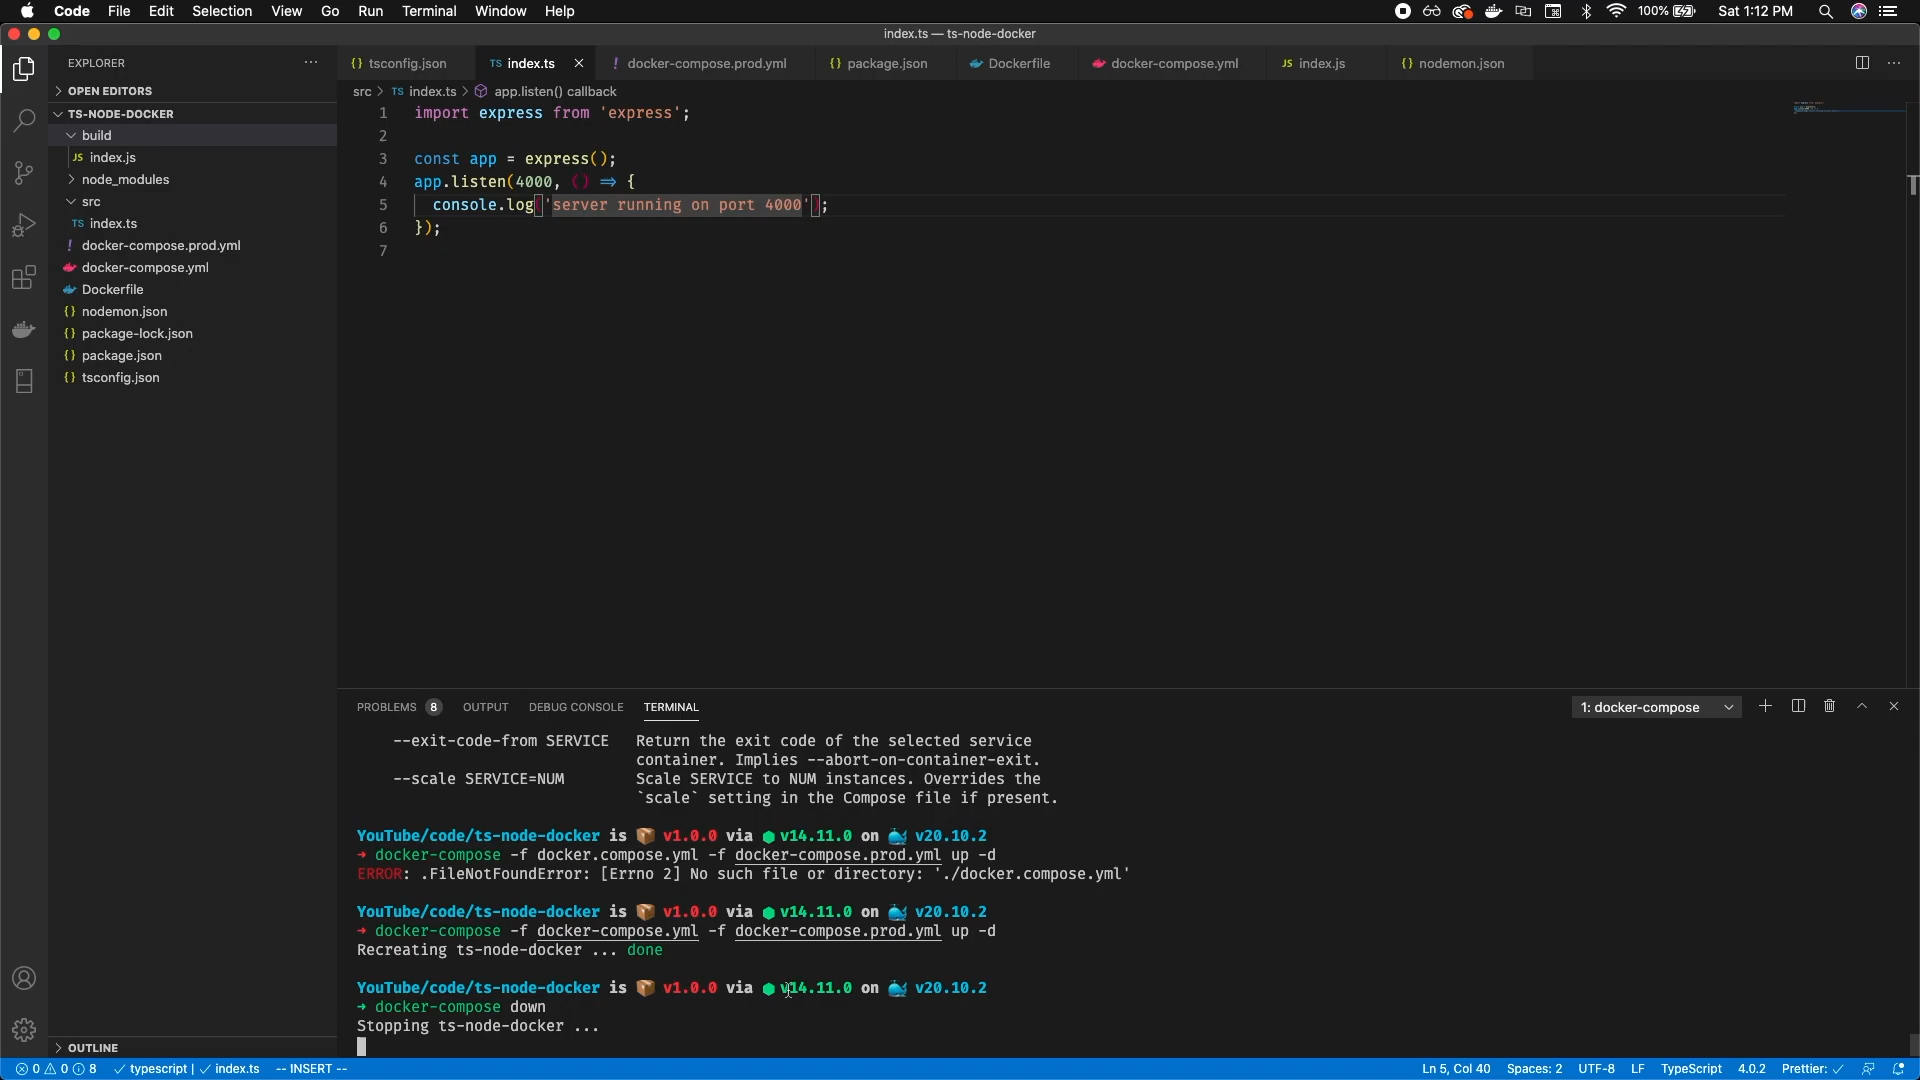 Code File Edit Selection View Go Run Terminal Window Help 100% Sat 1:12 PM
index.ts — ts-node-docker
EXPLORER
OPEN EDITORS
TS-NODE-DOCKER
build
JS index.js
node_modules
src
TS index.ts
! docker-compose.prod.yml
docker-compose.yml
Dockerfile
{} nodemon.json
{} package-lock.json
{} package.json
{} tsconfig.json
OUTLINE
{} tsconfig.json TS index.ts ! docker-compose.prod.yml {} package.json Dockerfile docker-compose.yml JS index.js {} nodemon.json
src > TS index.ts > app.listen() callback
1 import express from 'express';
2
3 const app = express();
4 app.listen(4000, () => {
5 console.log('server running on port 4000');
6 });
7
PROBLEMS 8 OUTPUT DEBUG CONSOLE TERMINAL 1: docker-compose
--exit-code-from SERVICE Return the exit code of the selected service
container. Implies --abort-on-container-exit.
--scale SERVICE=NUM Scale SERVICE to NUM instances. Overrides the
`scale` setting in the Compose file if present.
YouTube/code/ts-node-docker is 📦 v1.0.0 via ⬢ v14.11.0 on 🐳 v20.10.2
➜ docker-compose -f docker.compose.yml -f docker-compose.prod.yml up -d
ERROR: .FileNotFoundError: [Errno 2] No such file or directory: './docker.compose.yml'
YouTube/code/ts-node-docker is 📦 v1.0.0 via ⬢ v14.11.0 on 🐳 v20.10.2
➜ docker-compose -f docker-compose.yml -f docker-compose.prod.yml up -d
Recreating ts-node-docker ... done
YouTube/code/ts-node-docker is 📦 v1.0.0 via ⬢ v14.11.0 on 🐳 v20.10.2
➜ docker-compose down
Stopping ts-node-docker ...
0 0 8 typescript | index.ts -- INSERT -- Ln 5, Col 40 Spaces: 2 UTF-8 LF TypeScript 4.0.2 Prettier: ✓